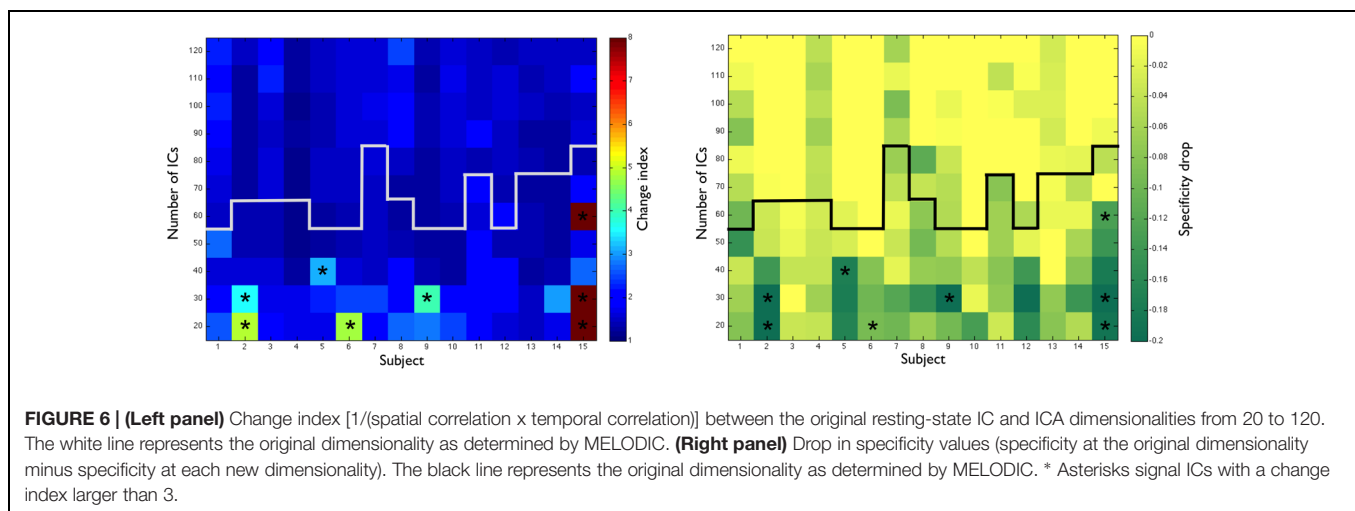 120
110
100
90
80
70
60
50
40
30
20
Number of ICs
* * * * * * * *
1 2 3 4 5 6 7 8 9 10 11 12 13 14 15
Subject
8
7
6
5
4
3
2
1
Change index
120
110
100
90
80
70
60
50
40
30
20
Number of ICs
* * * * * * * *
1 2 3 4 5 6 7 8 9 10 11 12 13 14 15
Subject
0
-0.02
-0.04
-0.06
-0.08
-0.1
-0.12
-0.14
-0.16
-0.18
-0.2
Specificity drop
FIGURE 6 | (Left panel) Change index [1/(spatial correlation x temporal correlation)] between the original resting-state IC and ICA dimensionalities from 20 to 120.
The white line represents the original dimensionality as determined by MELODIC. (Right panel) Drop in specificity values (specificity at the original dimensionality
minus specificity at each new dimensionality). The black line represents the original dimensionality as determined by MELODIC. * Asterisks signal ICs with a change
index larger than 3.